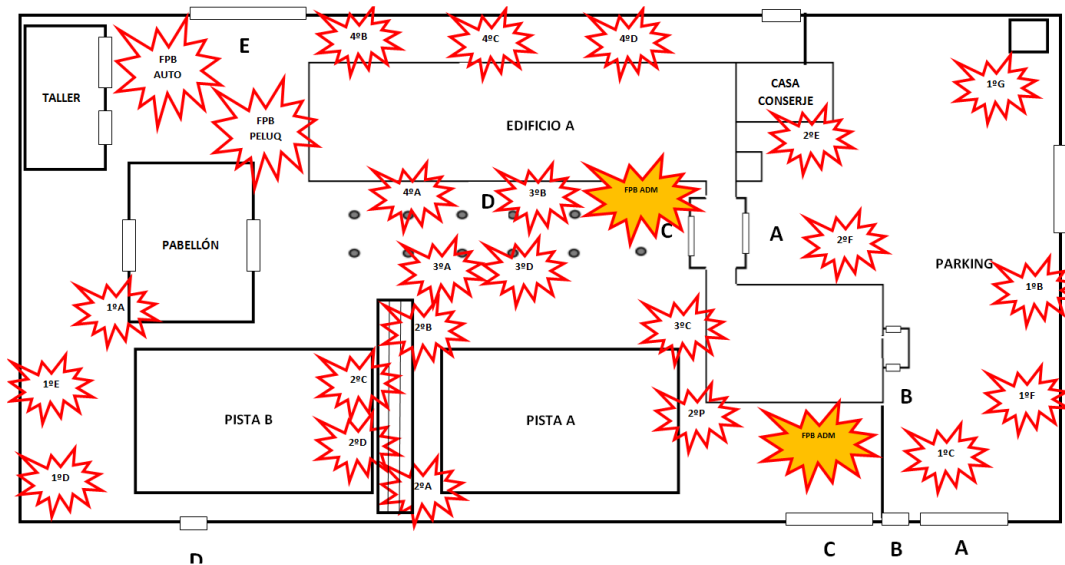 E
4ºB
4ºC
4ºD
FPB
AUTO
TALLER
CASA
CONSERJE
1ºG
FPB
PELUQ
EDIFICIO A
2ºE
4ºA
D
3ºB
FPB ADM
C
A
2ºF
PABELLÓN
PARKING
3ºA
3ºD
1ºA
1ºB
2ºB
3ºC
1ºE
2ºC
1ºF
B
PISTA B
PISTA A
2ºP
2ºD
FPB ADM
1ºC
1ºD
2ºA
D
C
B
A